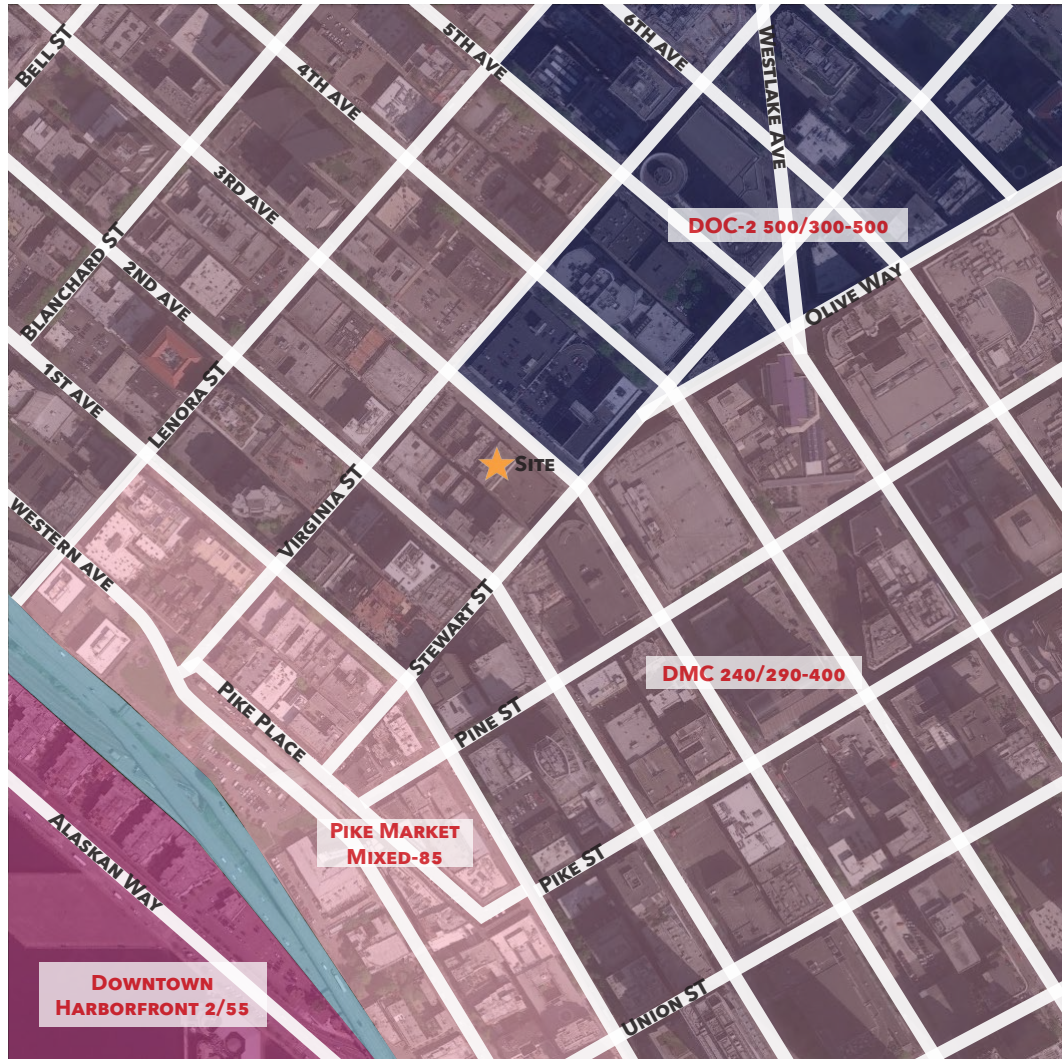 BELL ST
5TH AVE
6TH AVE
WESTLAKE AVE
4TH AVE
3RD AVE
DOC-2 500/300-500
BLANCHARD ST
2ND AVE
OLIVE WAY
1ST AVE
LENORA ST
SITE
VIRGINIA ST
WESTERN AVE
STEWART ST
DMC 240/290-400
PIKE PLACE
PINE ST
PIKE MARKET
MIXED-85
ALASKAN WAY
PIKE ST
DOWNTOWN
HARBORFRONT 2/55
UNION ST